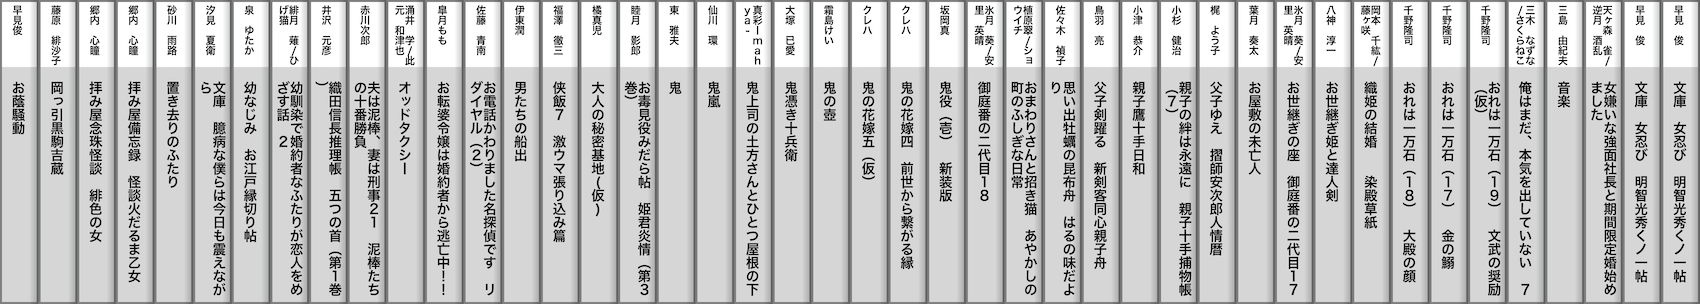 早見 俊
文庫 女忍び 明智光秀くノ一帖
早見 俊
文庫 女忍び 明智光秀くノ一帖
天ヶ森 雀/
逆月 酒乱
女嫌いな強面社長と期間限定婚始め
ました
三島 由紀夫
音楽
三木 なずな
/さくらねこ
俺はまだ、本気を出していない 7
千野隆司
おれは一万石(19) 文武の奨励
(仮)
千野隆司
おれは一万石(17) 金の鰯
千野隆司
おれは一万石(18) 大殿の顔
岡本 千紘/
藤ヶ咲
織姫の結婚 染殿草紙
八神 淳一
お世継ぎ姫と達人剣
氷月 葵/安
里 英晴
お世継ぎの座 御庭番の二代目17
葉月 奏太
お屋敷の未亡人
梶 よう子
父子ゆえ 摺師安次郎人情暦
小杉 健治
親子の絆は永遠に 親子十手捕物帳
(7)
小津 恭介
親子鷹十手日和
鳥羽 亮
父子剣躍る 新剣客同心親子舟
佐々木 禎子
思い出牡蠣の昆布舟 はるの味だよ
り
植原翠/ショ
ウイチ
おまわりさんと招き猫 あやかしの
町のふしぎな日常
氷月 葵/安
里 英晴
御庭番の二代目18
坂岡真
鬼役(壱) 新装版
クレハ
鬼の花嫁四 前世から繋がる縁
クレハ
鬼の花嫁五(仮)
霜島けい
鬼の壺
大塚 已愛
鬼憑き十兵衛
真彩-mah
ya-
鬼上司の土方さんとひとつ屋根の下
仙川 環
鬼嵐
東 雅夫
鬼
睦月 影郎
お毒見役みだら帖 姫君炎情(第3
巻)
橘真児
大人の秘密基地(仮)
福澤 徹三
侠飯7 激ウマ張り込み篇
伊東潤
男たちの船出
佐藤 青南
お電話かわりました名探偵です リ
ダイヤル(2)
皐月もも
お転婆令嬢は婚約者から逃亡中!!
涌井 学/此
元 和津也
オッドタクシー
赤川次郎
夫は泥棒、妻は刑事21 泥棒たち
の十番勝負
井沢 元彦
織田信長推理帳 五つの首(第1巻
)
緋月 薙/ひ
げ猫
幼馴染で婚約者なふたりが恋人をめ
ざす話 2
泉 ゆたか
幼なじみ お江戸縁切り帖
汐見 夏衛
文庫 臆病な僕らは今日も震えなが
ら
砂川 雨路
置き去りのふたり
郷内 心瞳
拝み屋備忘録 怪談火だるま乙女
郷内 心瞳
拝み屋念珠怪談 緋色の女
藤原 緋沙子
岡っ引黒駒吉蔵
早見俊
お蔭騒動